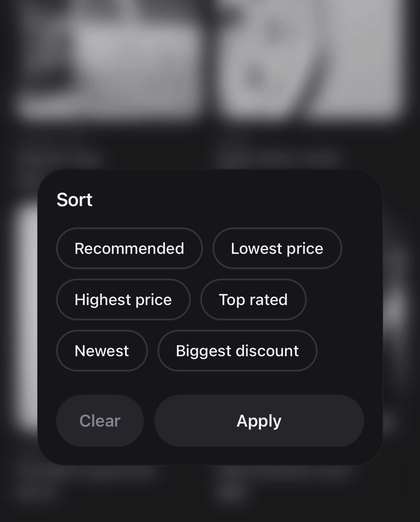 Sort
Recommended
Lowest price
Highest price
Top rated
Newest
Biggest discount
Clear
Apply